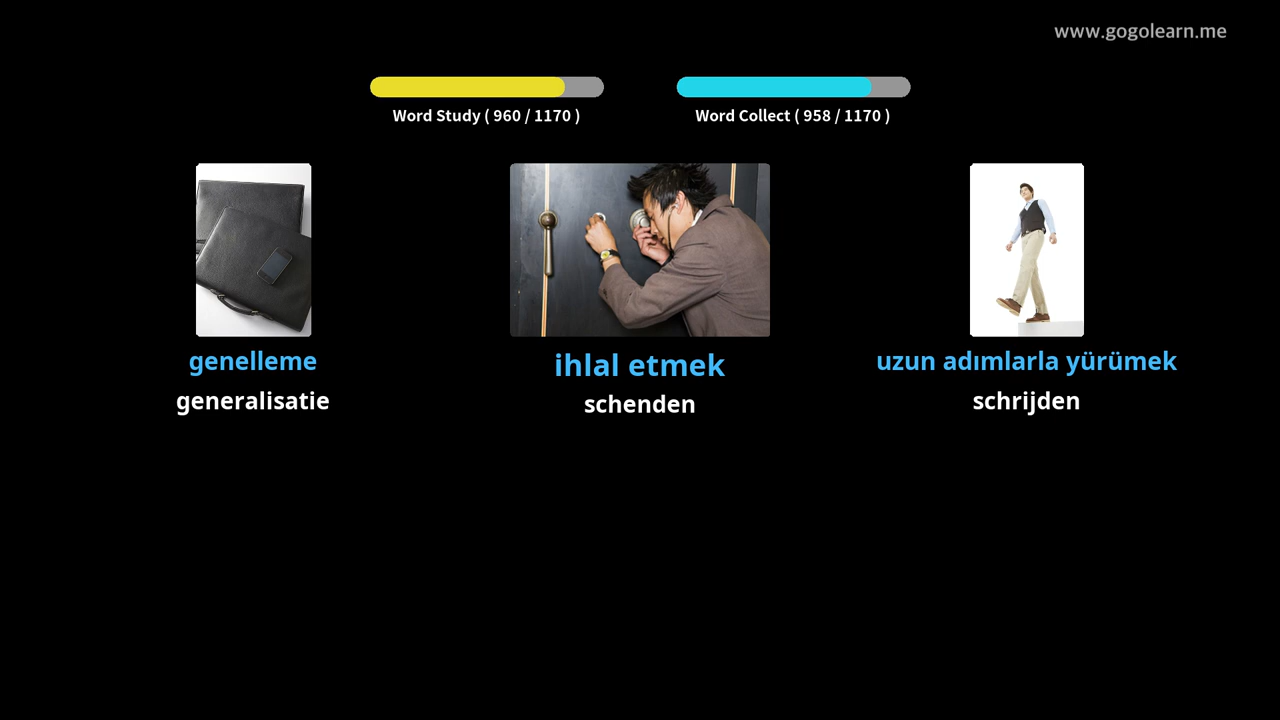 www.gogolearn.me
Word Study ( 960 / 1170 )
Word Collect ( 958 / 1170 )
genelleme
generalisatie
ihlal etmek
schenden
uzun adımlarla yürümek
schrijden